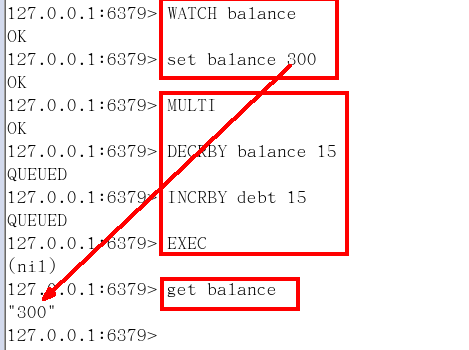 127.0.0.1:6379> WATCH balance
OK
127.0.0.1:6379> set balance 300
OK
127.0.0.1:6379> MULTI
OK
127.0.0.1:6379> DECRBY balance 15
QUEUED
127.0.0.1:6379> INCRBY debt 15
QUEUED
127.0.0.1:6379> EXEC
(nil)
127.0.0.1:6379> get balance
"300"
127.0.0.1:6379>